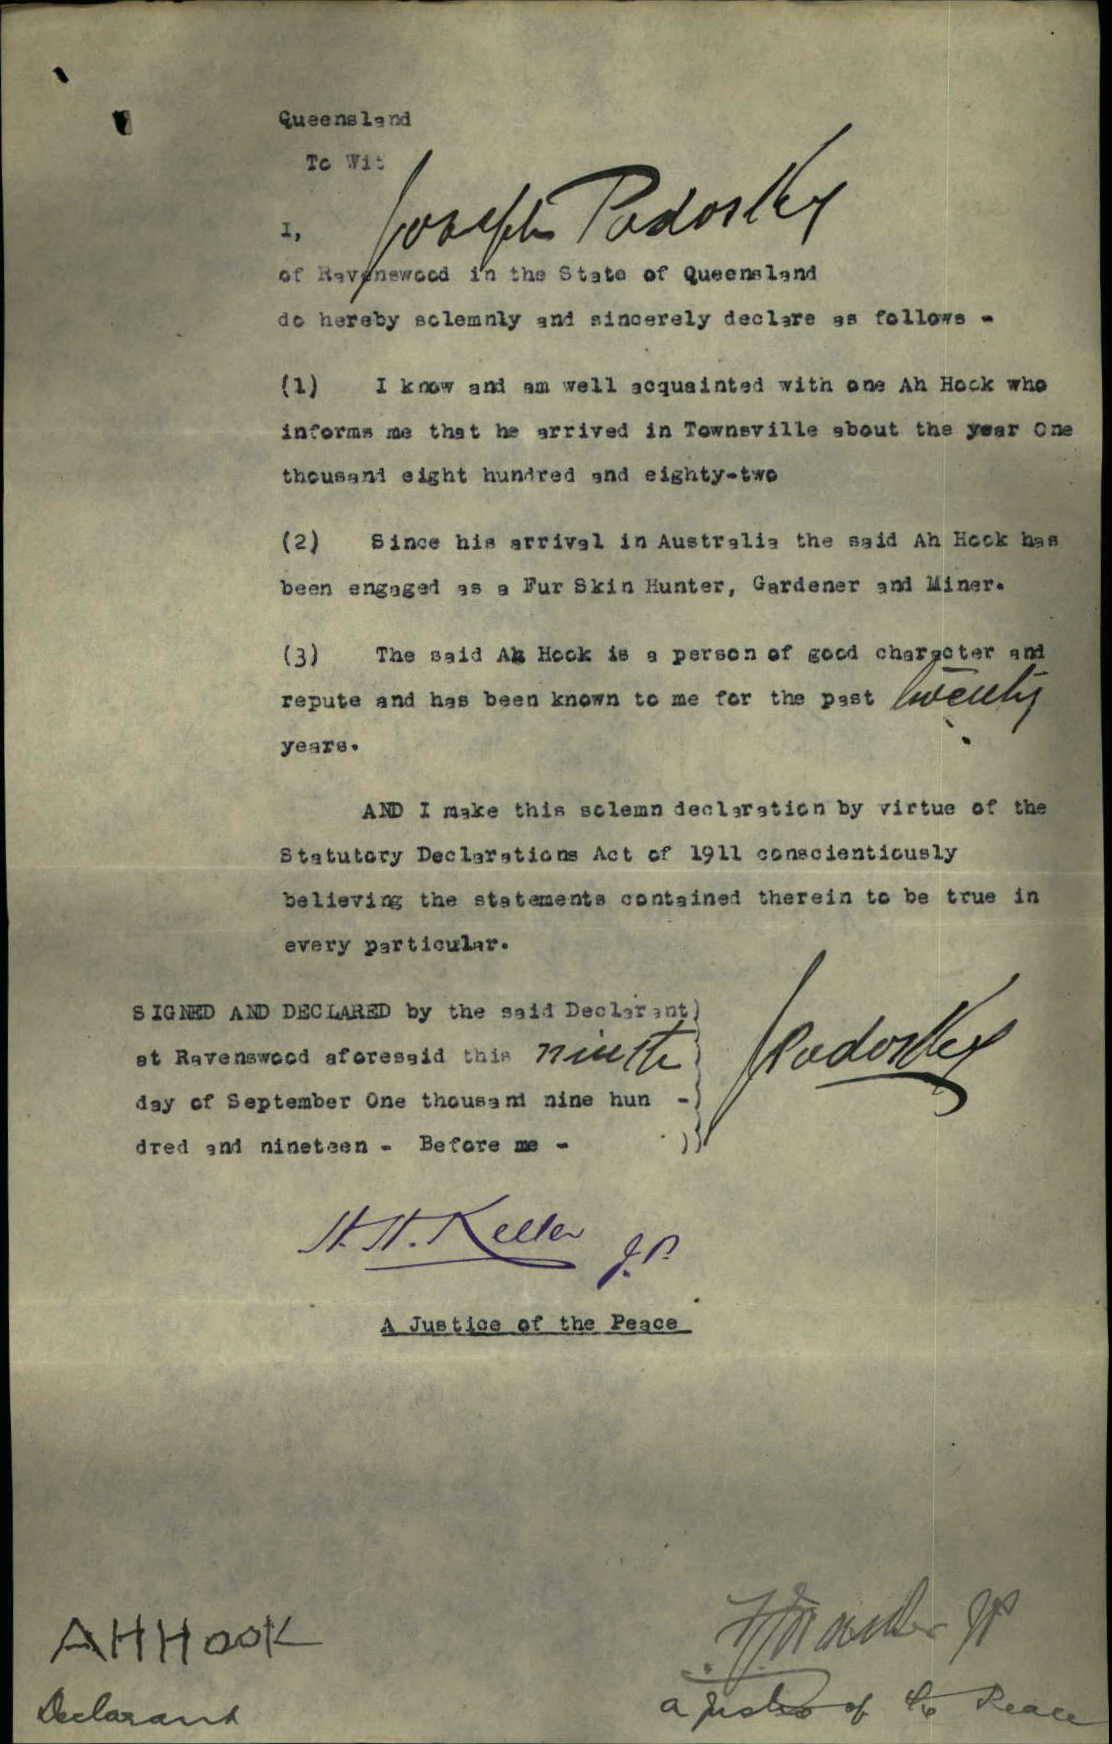 Queensland
To Wit
I, Joseph Podosky
of Ravenswood in the State of Queensland
do hereby solemnly and sincerely declare as follows -
(1) I know and am well acquainted with one Ah Hook who
informs me that he arrived in Townsville about the year One
thousand eight hundred and eighty-two
(2) Since his arrival in Australia the said Ah Hook has
been engaged as a Fur Skin Hunter, Gardener and Miner.
(3) The said Ah Hook is a person of good character and
repute and has been known to me for the past twenty
years.
AND I make this solemn declaration by virtue of the
Statutory Declarations Act of 1911 conscientiously
believing the statements contained therein to be true in
every particular.
SIGNED AND DECLARED by the said Declarant)
at Ravenswood aforesaid this ninth
day of September One thousand nine hun -
dred and nineteen - Before me -
JPodosky
H. H. Keller J.P.
A Justice of the Peace
AH HOOK
Declarant
JP
a Justice of the Peace